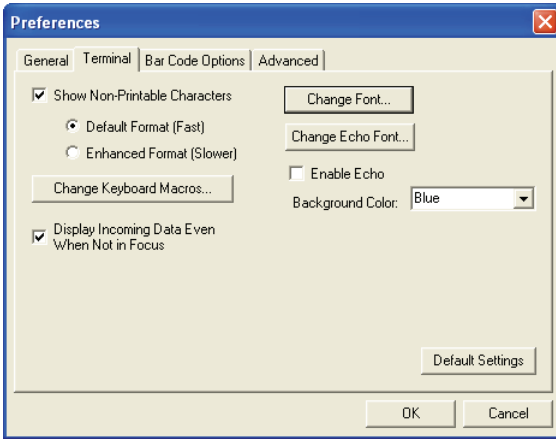 Preferences
General Terminal Bar Code Options Advanced
Show Non-Printable Characters
Default Format (Fast)
Enhanced Format (Slower)
Change Keyboard Macros...
Display Incoming Data Even
When Not in Focus
Change Font...
Change Echo Font...
Enable Echo
Background Color: Blue
Default Settings
OK Cancel